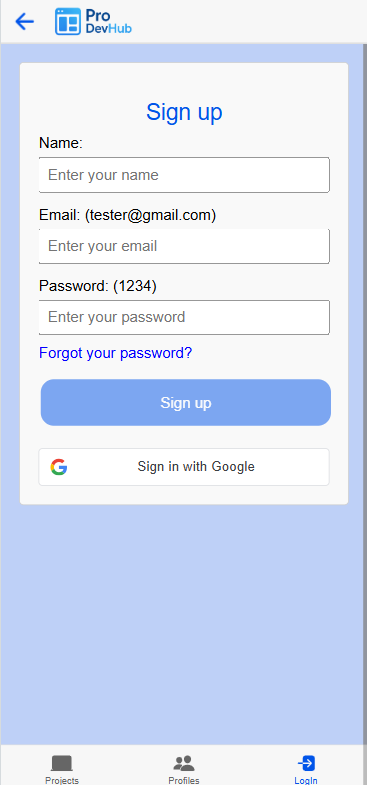 Pro
DevHub
Sign up
Name:
Enter your name
Email: (tester@gmail.com)
Enter your email
Password: (1234)
Enter your password
Forgot your password?
Sign up
Sign in with Google
Projects
Profiles
LogIn